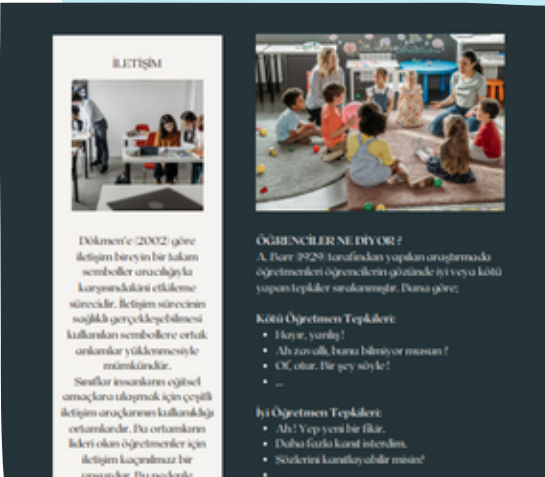 İLETİŞİM
Dökmen'e (2002) göre
iletişim bireyin bir takım
semboller aracılığıyla
karşısındakini etkileme
sürecidir. İletişim sürecinin
sağlıklı gerçekleşebilmesi
kullanılan sembollere ortak
anlamlar yüklenmesiyle
mümkündür.
Sınıflar insanların eğitsel
amaçlara ulaşmak için çeşitli
iletişim araçlarının kullanıldığı
ortamlardır. Bu ortamların
lideri olan öğretmenler için
iletişim kaçınılmaz bir
unsurdur. Bu nedenle
ÖĞRENCİLER NE DİYOR ?
A. Barr (1929) tarafından yapılan araştırmada
öğretmenleri öğrencilerin gözünde iyi veya kötü
yapan tepkiler sıralanmıştır. Buna göre;
Kötü Öğretmen Tepkileri:
• Hayır, yanlış!
• Ah zavallı, bunu bilmiyor musun ?
• Of, otur. Bir şey söyle !
• ...
İyi Öğretmen Tepkileri:
• Ah ! Yep yeni bir fikir.
• Daha fazla kanıt isterdim.
• Sözlerini kanıtlayabilir misin?